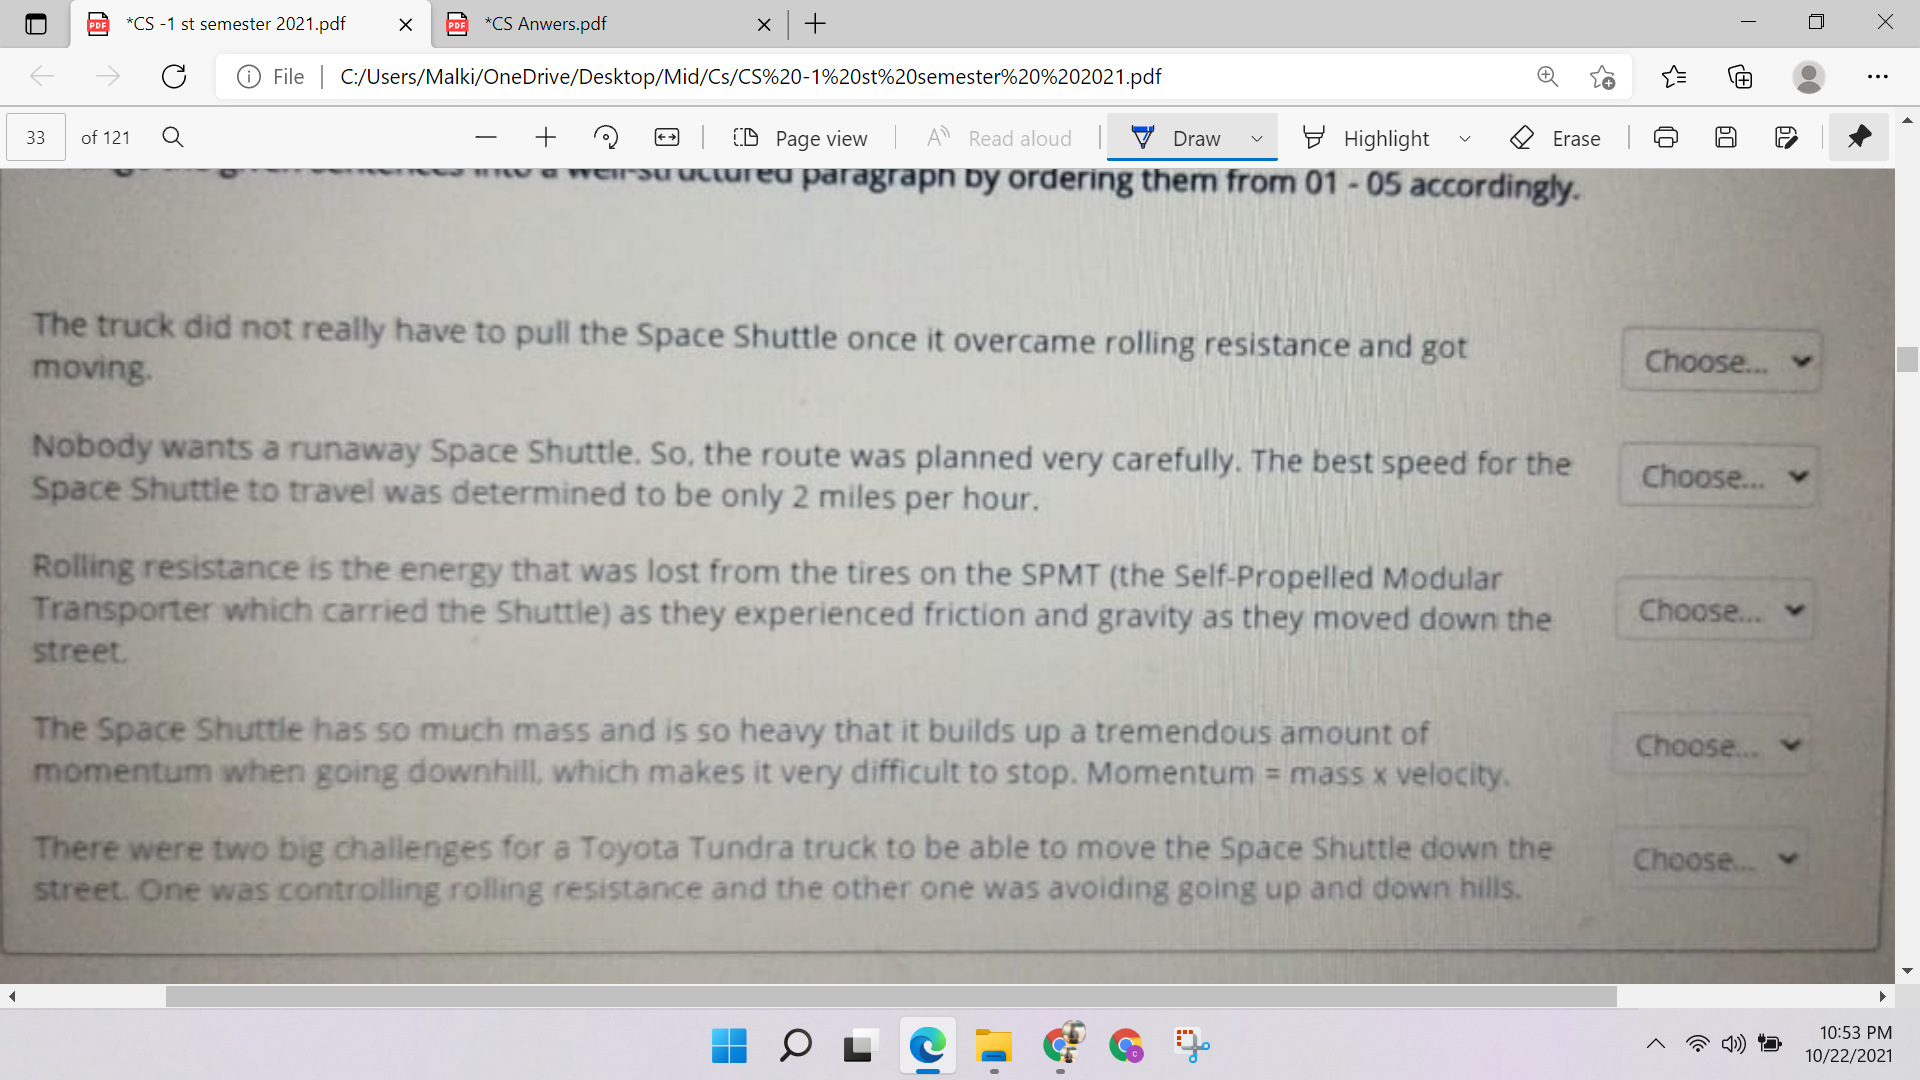 *CS -1 st semester 2021.pdf
*CS Anwers.pdf
File
C:/Users/Malki/OneDrive/Desktop/Mid/Cs/CS%20-1%20st%20semester%20%202021.pdf
33 of 121
Page view
Read aloud
Draw
Highlight
Erase
given sentences into a well-structured paragraph by ordering them from 01 - 05 accordingly.
The truck did not really have to pull the Space Shuttle once it overcame rolling resistance and got
moving.
Choose...
Nobody wants a runaway Space Shuttle. So, the route was planned very carefully. The best speed for the
Space Shuttle to travel was determined to be only 2 miles per hour.
Choose...
Rolling resistance is the energy that was lost from the tires on the SPMT (the Self-Propelled Modular
Transporter which carried the Shuttle) as they experienced friction and gravity as they moved down the
street.
Choose...
The Space Shuttle has so much mass and is so heavy that it builds up a tremendous amount of
momentum when going downhill, which makes it very difficult to stop. Momentum = mass x velocity.
Choose...
There were two big challenges for a Toyota Tundra truck to be able to move the Space Shuttle down the
street. One was controlling rolling resistance and the other one was avoiding going up and down hills.
Choose...
10:53 PM
10/22/2021